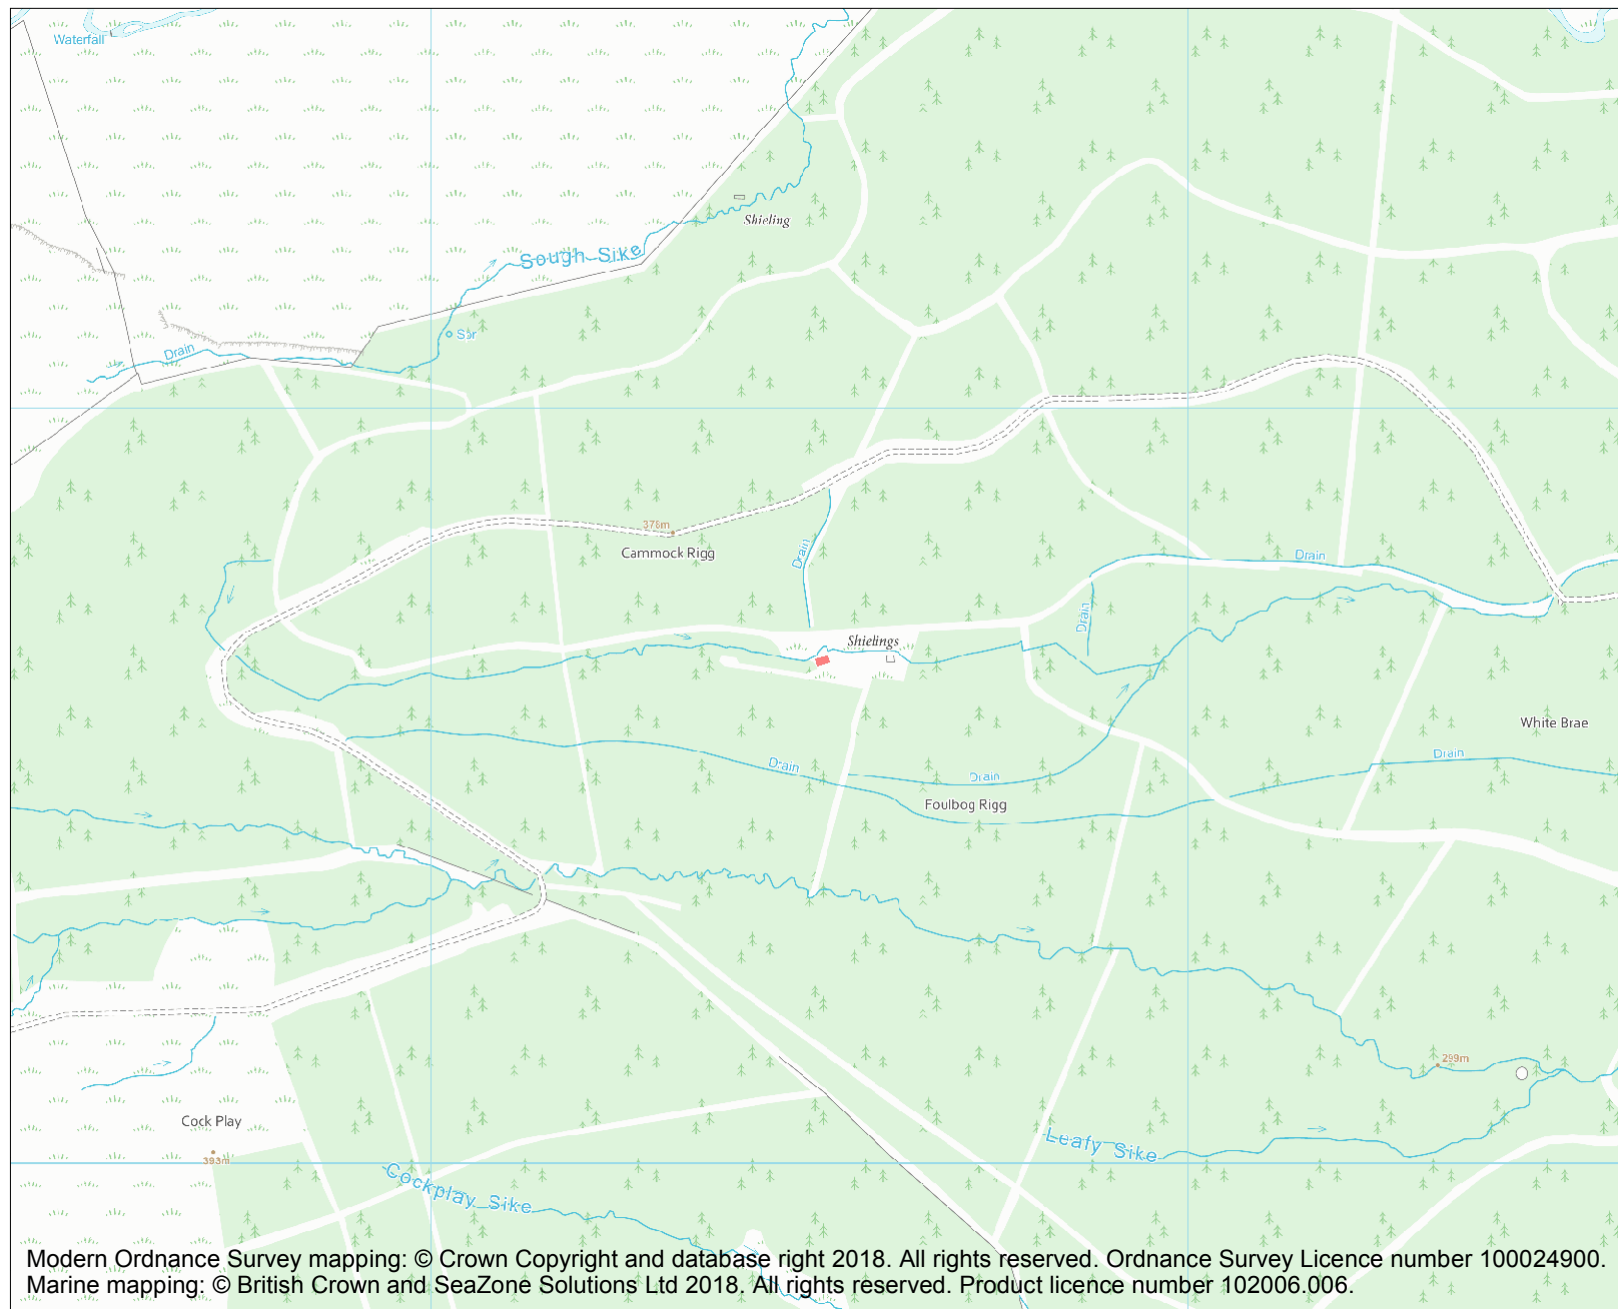 Waterfall
Shieling
Sough Sike
Spr
Drain
378m
Cammock Rigg
Drain
Drain
Drain
Shielings
White Brae
Drain
Drain
Drain
Foulbog Rigg
299m
Cock Play
393m
Leafy Sike
Cockplay Sike
Modern Ordnance Survey mapping: © Crown Copyright and database right 2018. All rights reserved. Ordnance Survey Licence number 100024900.
Marine mapping: © British Crown and SeaZone Solutions Ltd 2018. All rights reserved. Product licence number 102006.006.